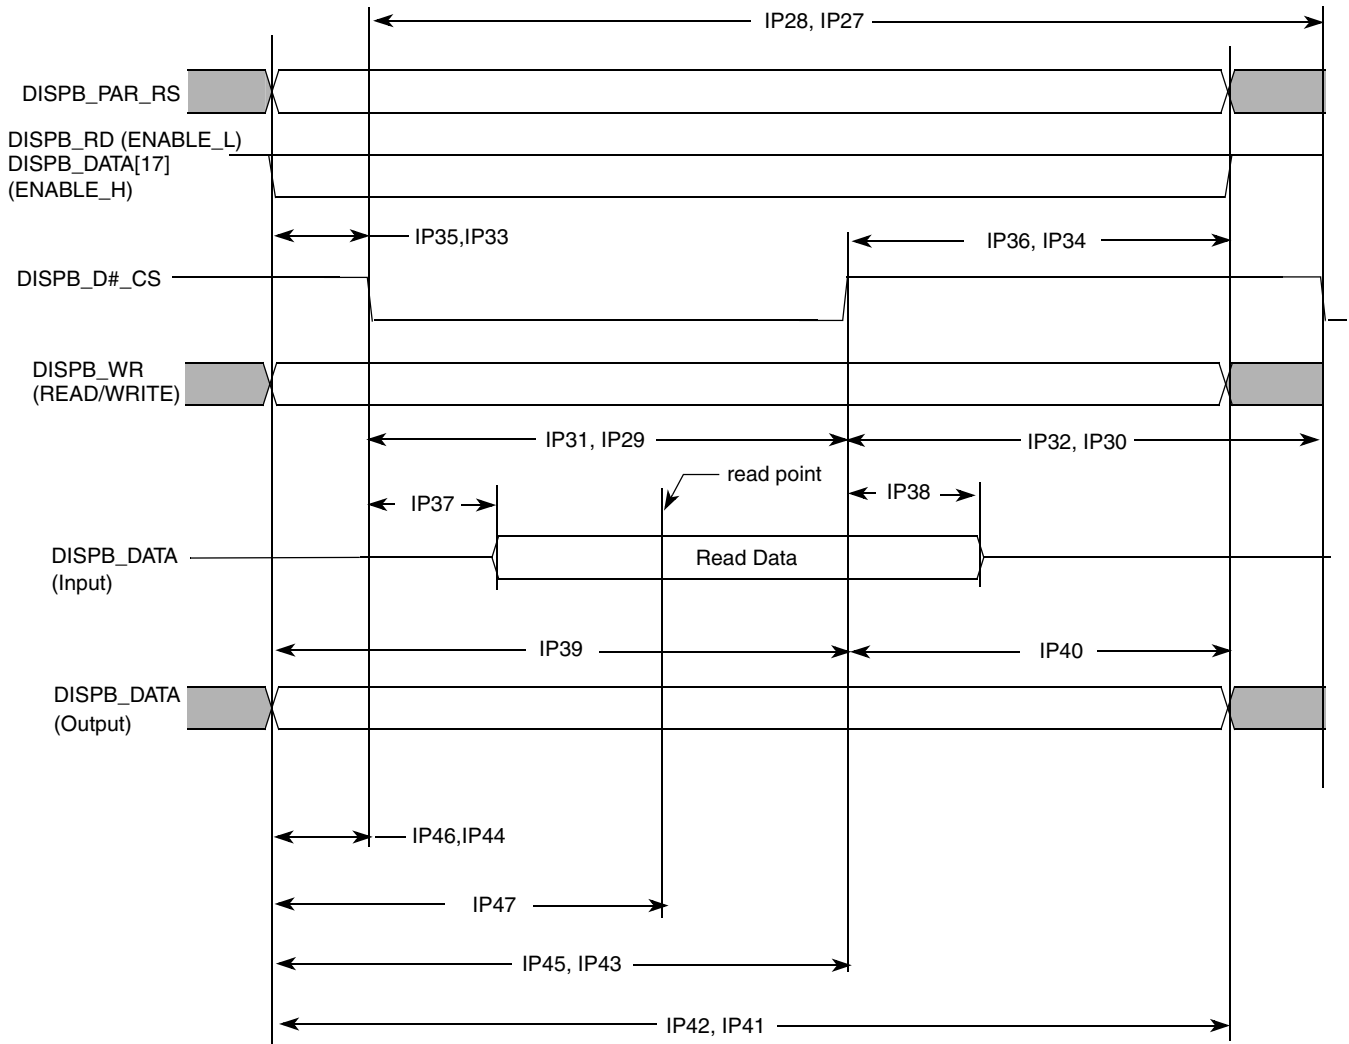 IP28, IP27
DISPB_PAR_RS
DISPB_RD (ENABLE_L)
DISPB_DATA[17]
(ENABLE_H)
IP35,IP33
IP36, IP34
DISPB_D#_CS
DISPB_WR
(READ/WRITE)
IP31, IP29
IP32, IP30
read point
IP37
IP38
DISPB_DATA
(Input)
Read Data
IP39
IP40
DISPB_DATA
(Output)
IP46,IP44
IP47
IP45, IP43
IP42, IP41